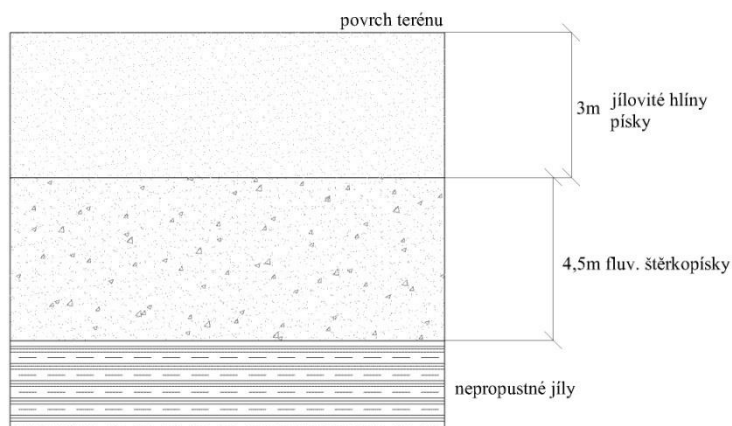 povrch terénu
3m jílovité hlíny
písky
4,5m fluv. štěrkopísky
nepropustné jíly